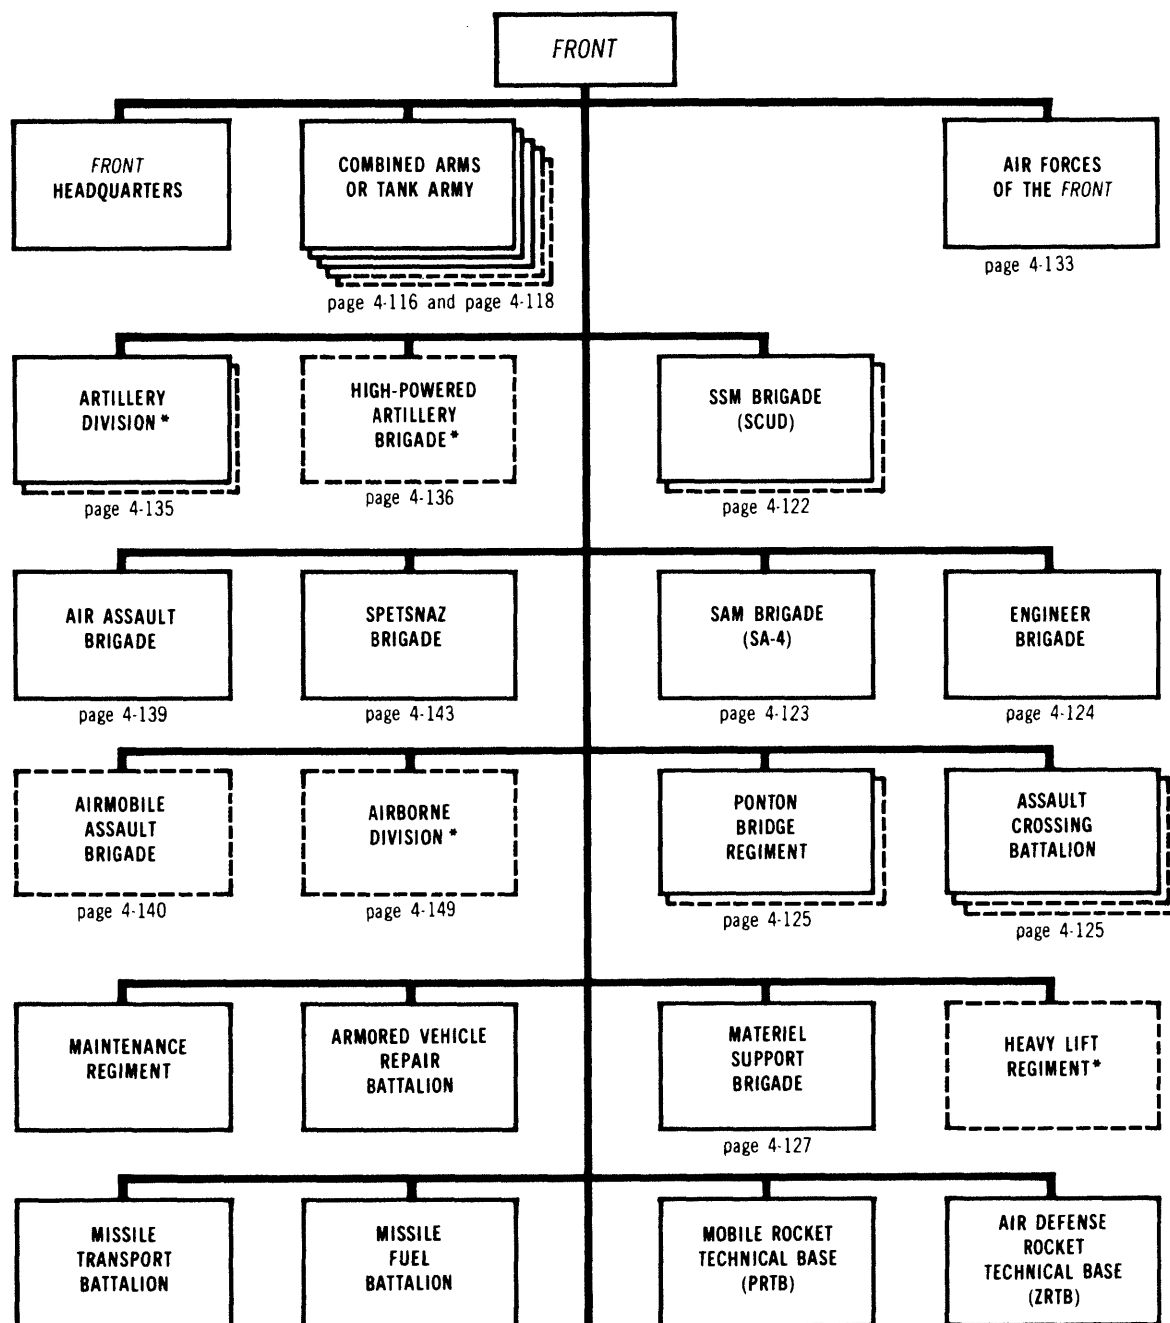 FRONT
FRONT
HEADQUARTERS
COMBINED ARMS
OR TANK ARMY
page 4-116 and page 4-118
AIR FORCES
OF THE FRONT
page 4-133
ARTILLERY
DIVISION*
page 4-135
HIGH-POWERED
ARTILLERY
BRIGADE*
page 4-136
SSM BRIGADE
(SCUD)
page 4-122
AIR ASSAULT
BRIGADE
page 4-139
SPETSNAZ
BRIGADE
page 4-143
SAM BRIGADE
(SA-4)
page 4-123
ENGINEER
BRIGADE
page 4-124
AIRMOBILE
ASSAULT
BRIGADE
page 4-140
AIRBORNE
DIVISION*
page 4-149
PONTON
BRIDGE
REGIMENT
page 4-125
ASSAULT
CROSSING
BATTALION
page 4-125
MAINTENANCE
REGIMENT
ARMORED VEHICLE
REPAIR
BATTALION
MATERIEL
SUPPORT
BRIGADE
page 4-127
HEAVY LIFT
REGIMENT*
MISSILE
TRANSPORT
BATTALION
MISSILE
FUEL
BATTALION
MOBILE ROCKET
TECHNICAL BASE
(PRTB)
AIR DEFENSE
ROCKET
TECHNICAL BASE
(ZRTB)